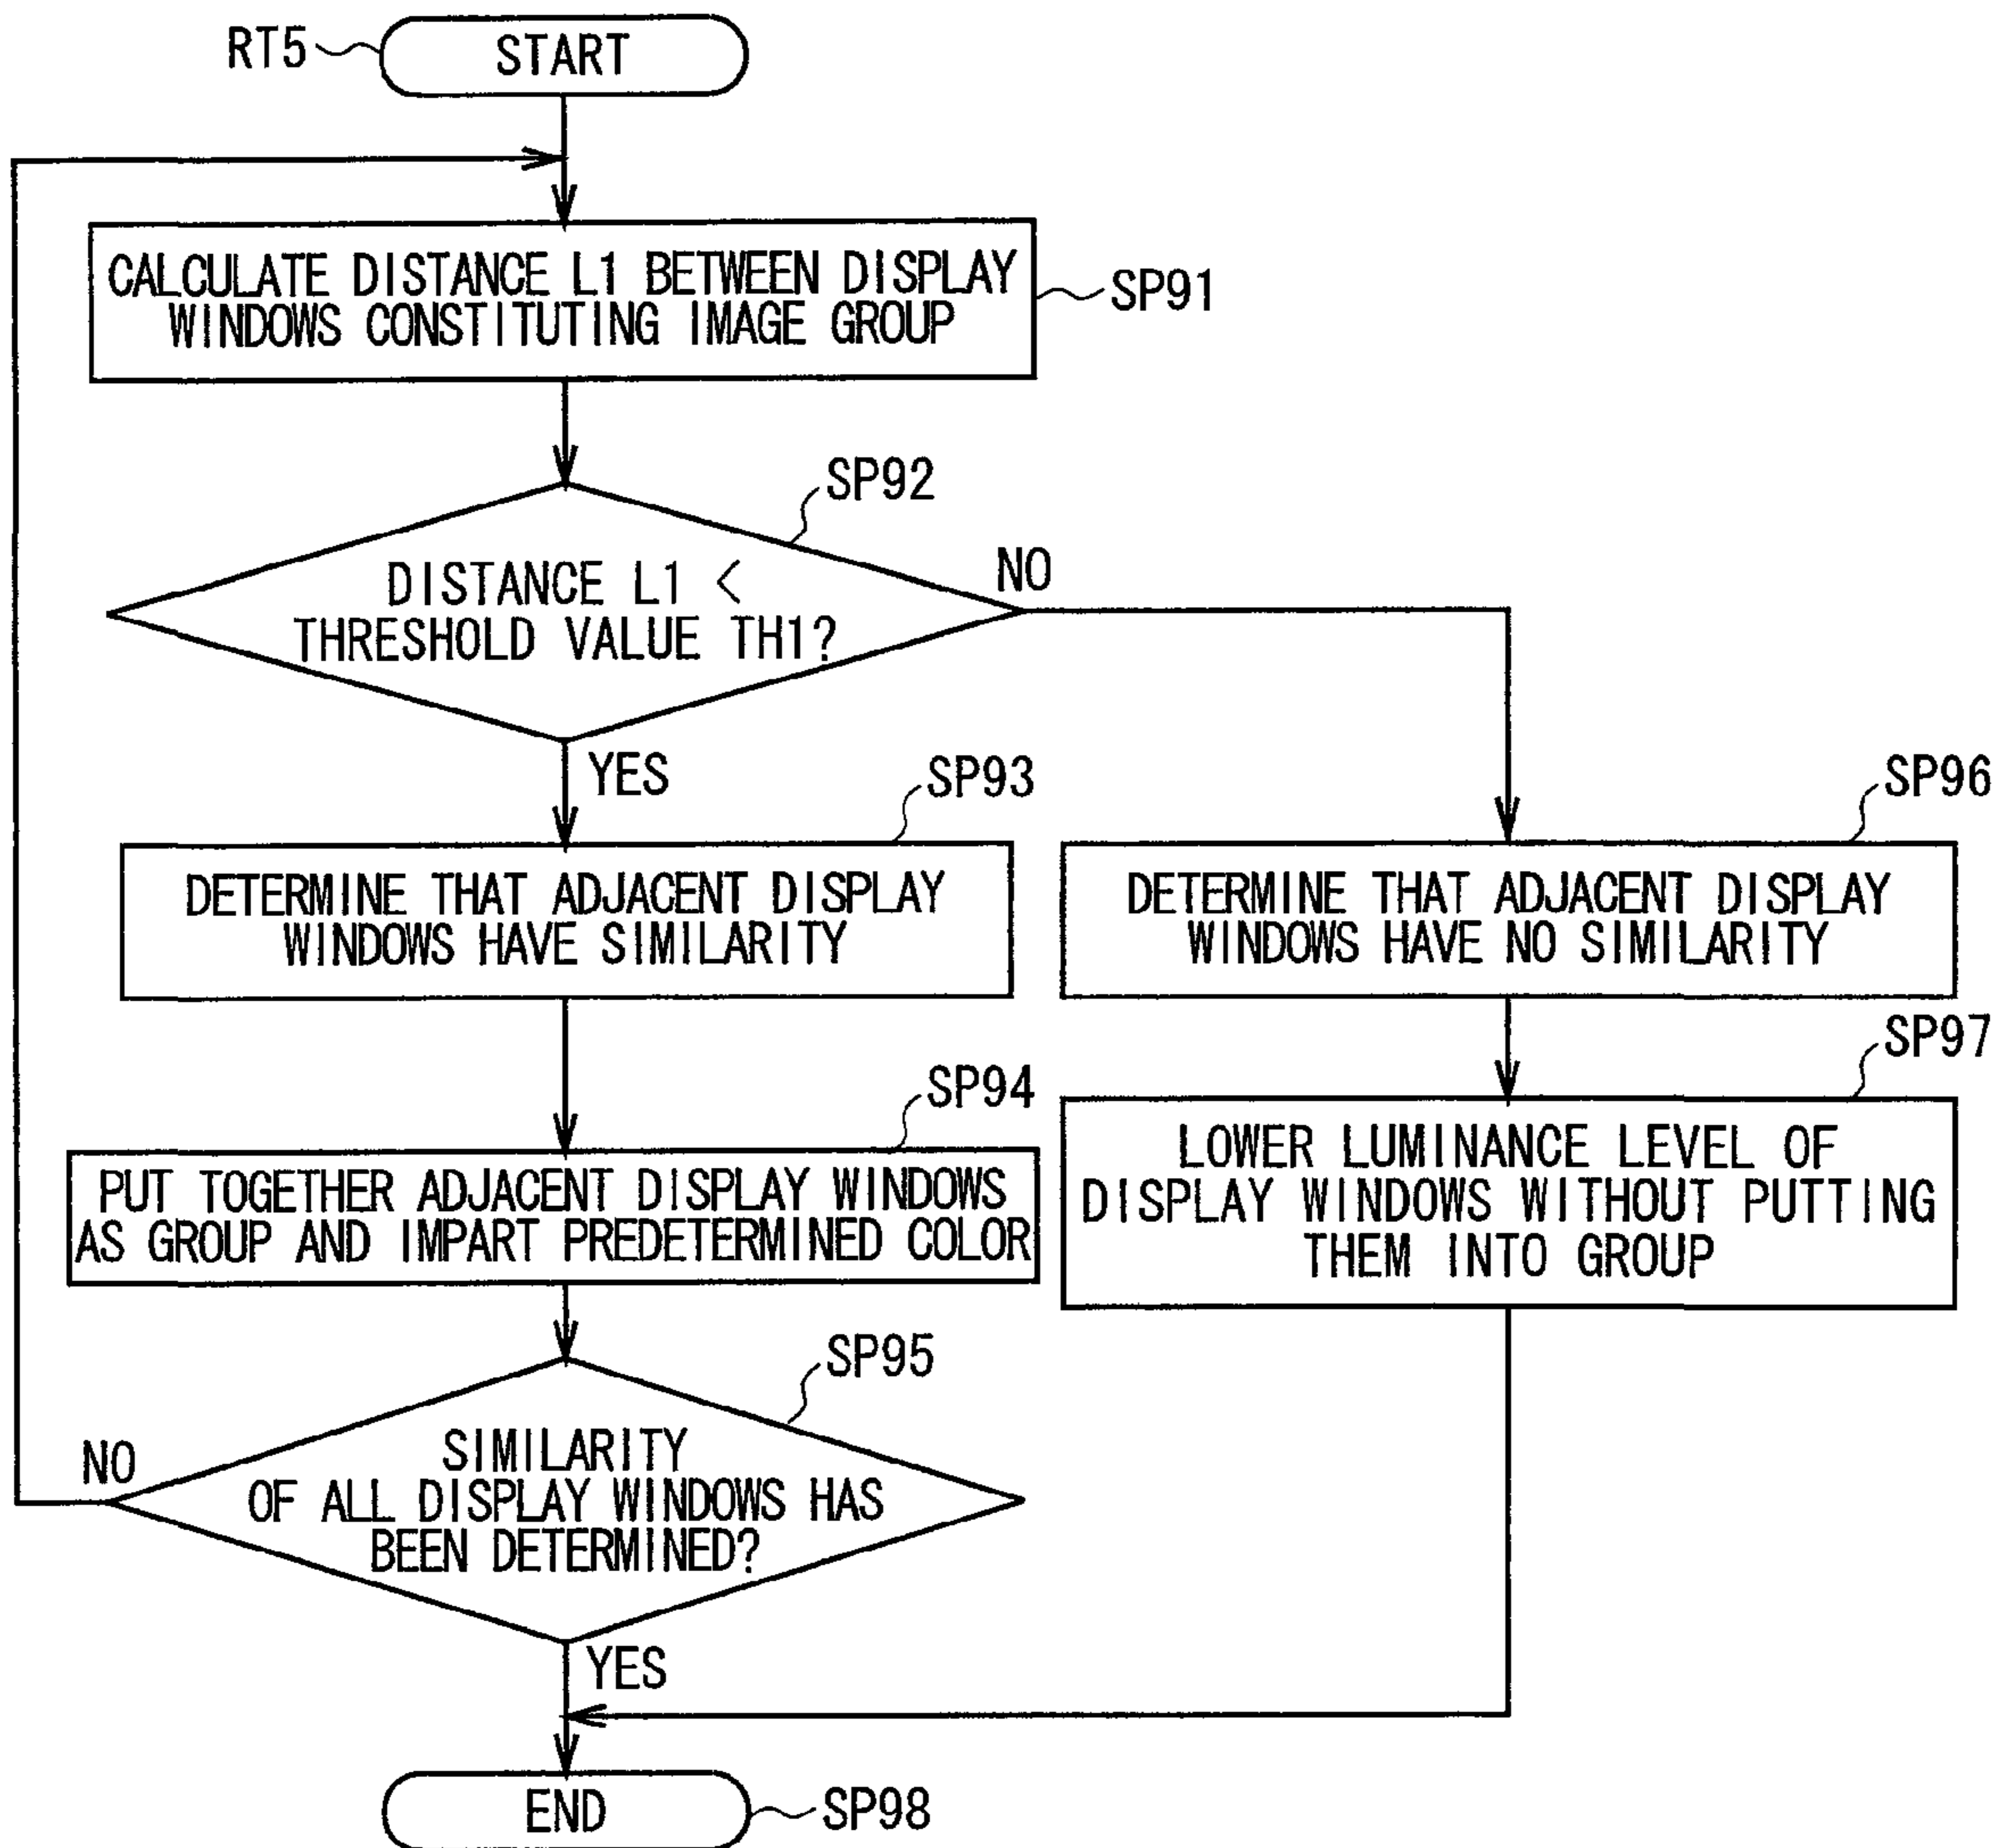 RT5
START
CALCULATE DISTANCE L1 BETWEEN DISPLAY
WINDOWS CONSTITUTING IMAGE GROUP
SP91
SP92
DISTANCE L1 <
THRESHOLD VALUE TH1?
NO
YES
SP93
DETERMINE THAT ADJACENT DISPLAY
WINDOWS HAVE SIMILARITY
SP96
DETERMINE THAT ADJACENT DISPLAY
WINDOWS HAVE NO SIMILARITY
SP94
PUT TOGETHER ADJACENT DISPLAY WINDOWS
AS GROUP AND IMPART PREDETERMINED COLOR
SP97
LOWER LUMINANCE LEVEL OF
DISPLAY WINDOWS WITHOUT PUTTING
THEM INTO GROUP
SP95
SIMILARITY
OF ALL DISPLAY WINDOWS HAS
BEEN DETERMINED?
NO
YES
END
SP98